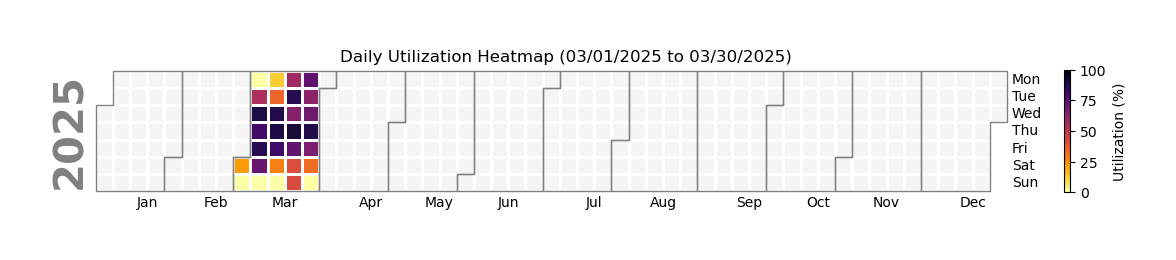 Daily Utilization Heatmap (03/01/2025 to 03/30/2025)
2025
Mon
Tue
Wed
Thu
Fri
Sat
Sun
Jan Feb Mar Apr May Jun Jul Aug Sep Oct Nov Dec
100
75
50
25
0
Utilization (%)